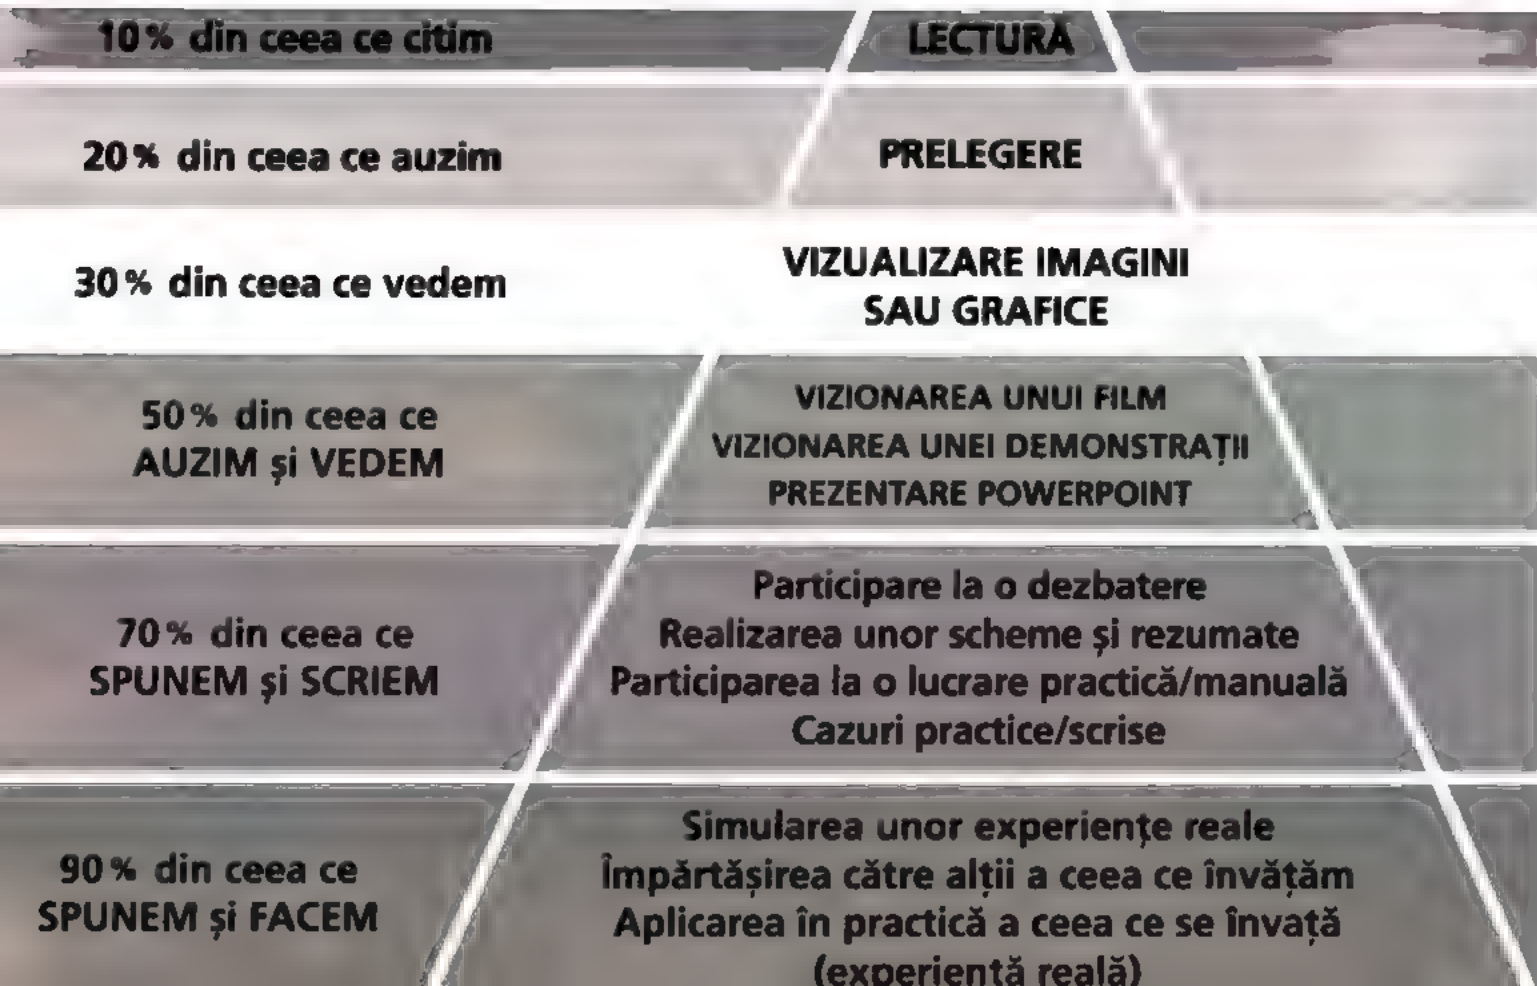 10% din ceea ce citim
LECTURĂ
20% din ceea ce auzim
PRELEGERE
30% din ceea ce vedem
VIZUALIZARE IMAGINI
SAU GRAFICE
50% din ceea ce
AUZIM și VEDEM
VIZIONAREA UNUI FILM
VIZIONAREA UNEI DEMONSTRAȚII
PREZENTARE POWERPOINT
70% din ceea ce
SPUNEM și SCRIEM
Participare la o dezbatere
Realizarea unor scheme și rezumate
Participarea la o lucrare practică/manuală
Cazuri practice/scrise
90% din ceea ce
SPUNEM și FACEM
Simularea unor experiențe reale
Împărtășirea către alții a ceea ce învățăm
Aplicarea în practică a ceea ce se învață
(experiență reală)